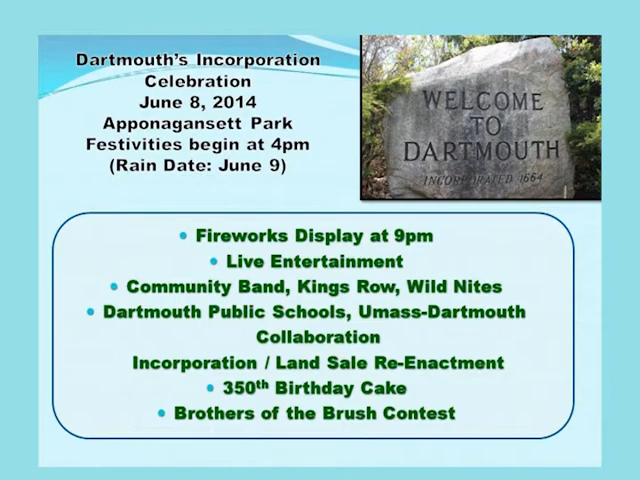 Dartmouth's Incorporation
Celebration
June 8, 2014
Apponagansett Park
Festivities begin at 4pm
(Rain Date: June 9)
WELCOME
TO
DARTMOUTH
INCORPORATED 1664
• Fireworks Display at 9pm
• Live Entertainment
• Community Band, Kings Row, Wild Nites
• Dartmouth Public Schools, Umass-Dartmouth
Collaboration
Incorporation / Land Sale Re-Enactment
• 350th Birthday Cake
• Brothers of the Brush Contest